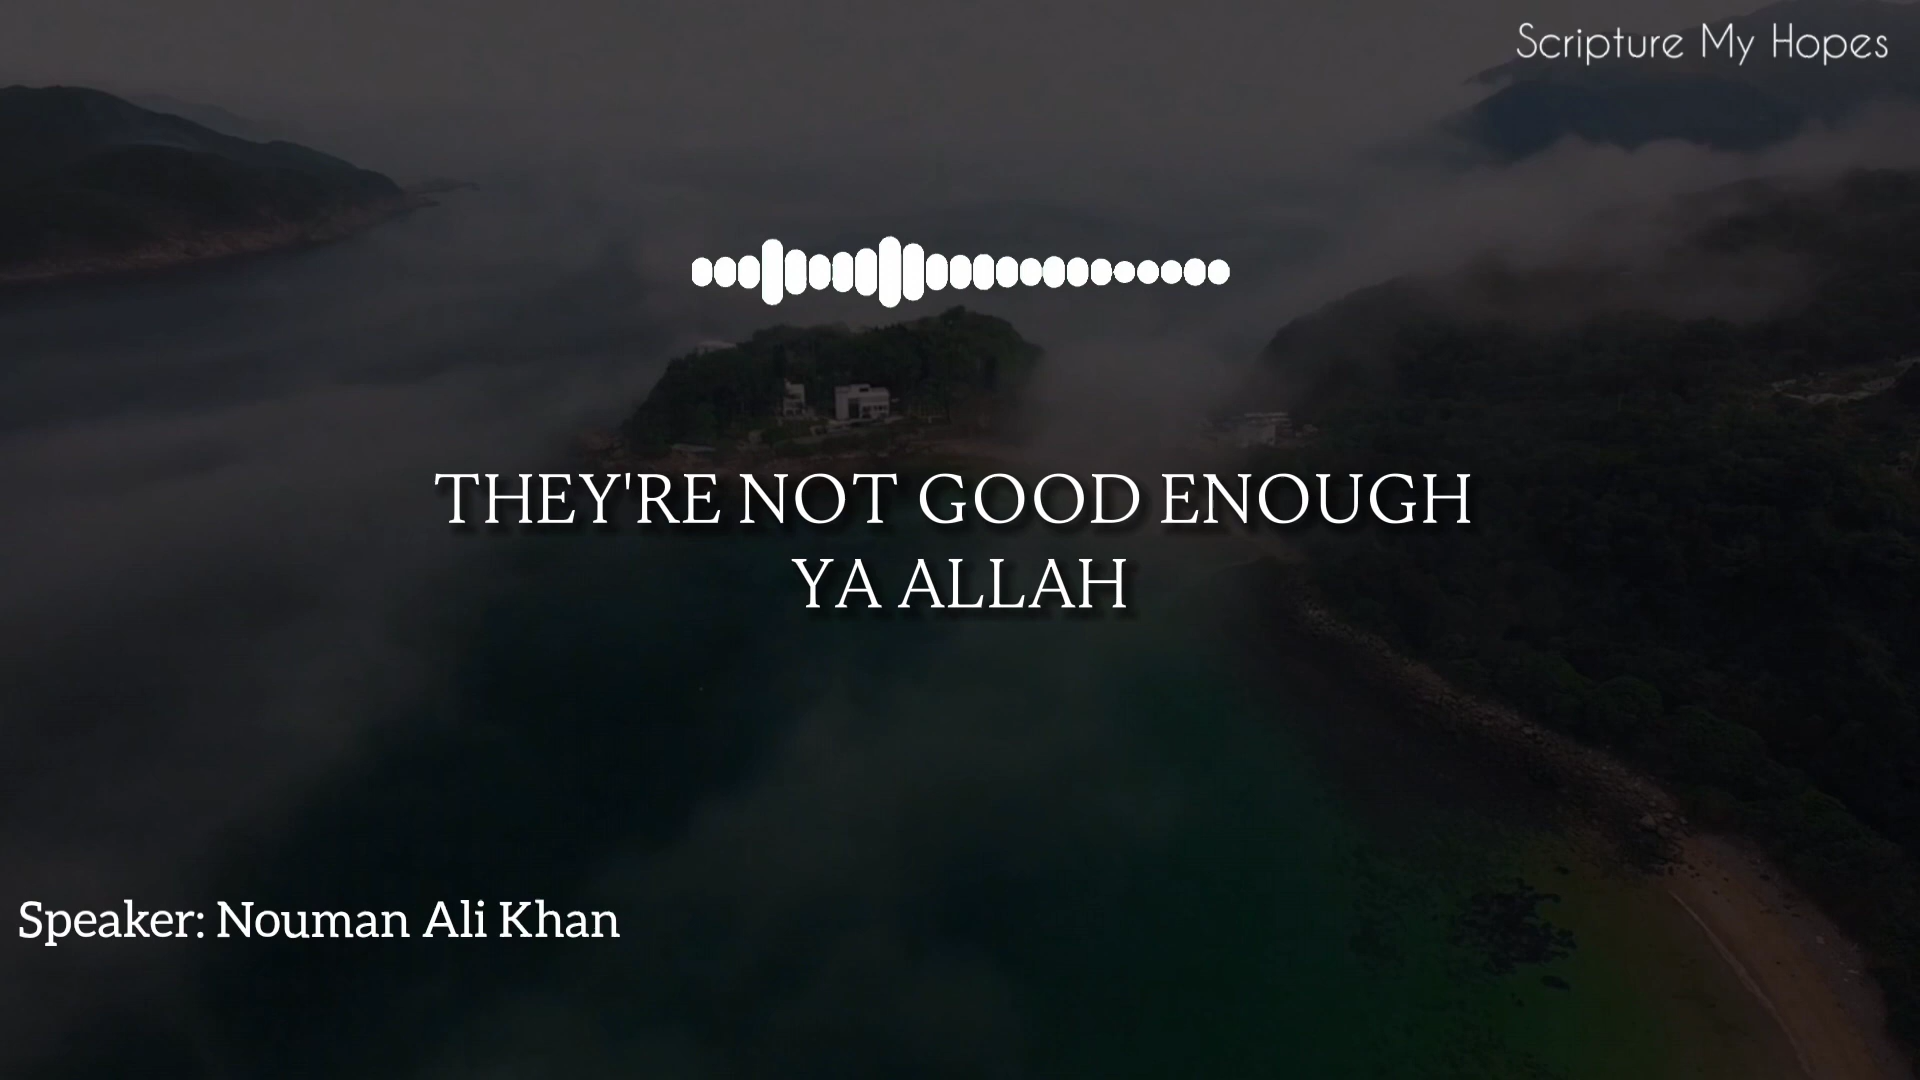 Scripture My Hopes
THEY'RE NOT GOOD ENOUGH
YA ALLAH
Speaker: Nouman Ali Khan